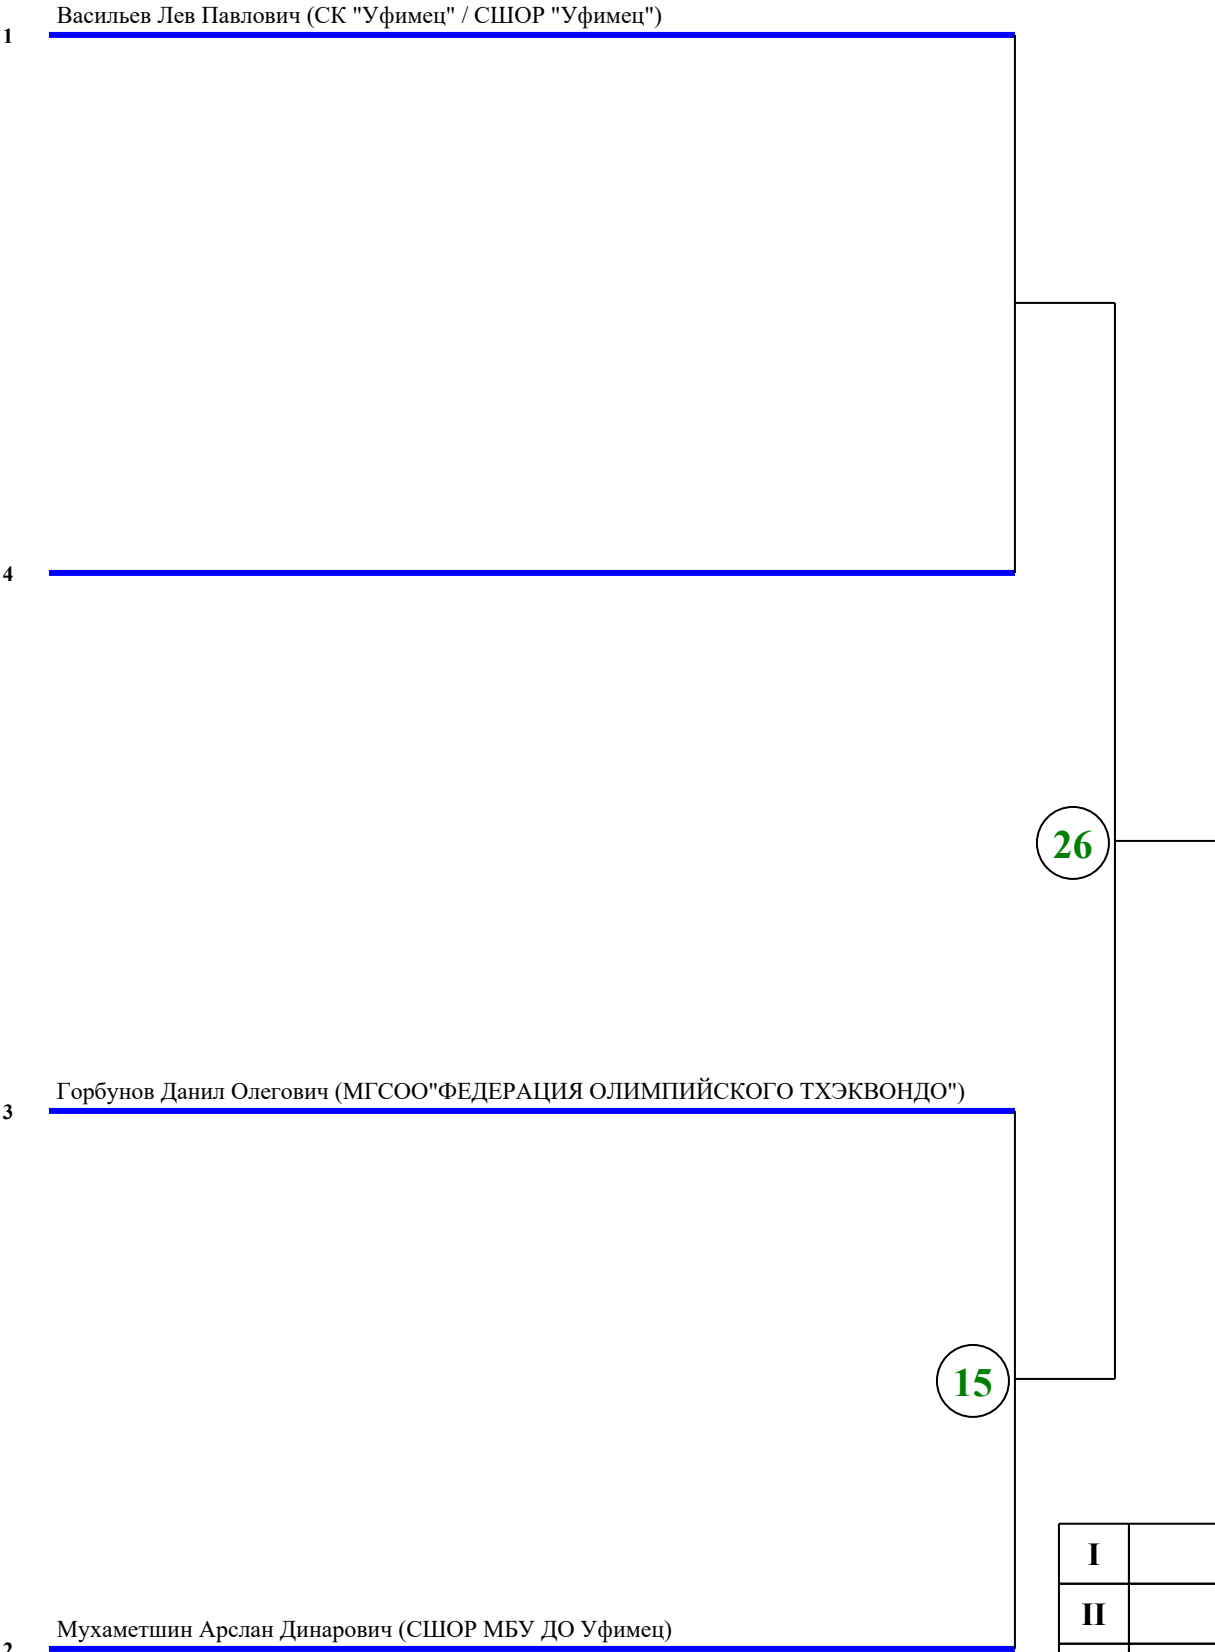 Васильев Лев Павлович (СК "Уфимец" / СШОР "Уфимец")
1
4
26
Горбунов Данил Олегович (МГСОО"ФЕДЕРАЦИЯ ОЛИМПИЙСКОГО ТХЭКВОНДО")
3
15
I
II
Мухаметшин Арслан Динарович (СШОР МБУ ДО Уфимец)
2